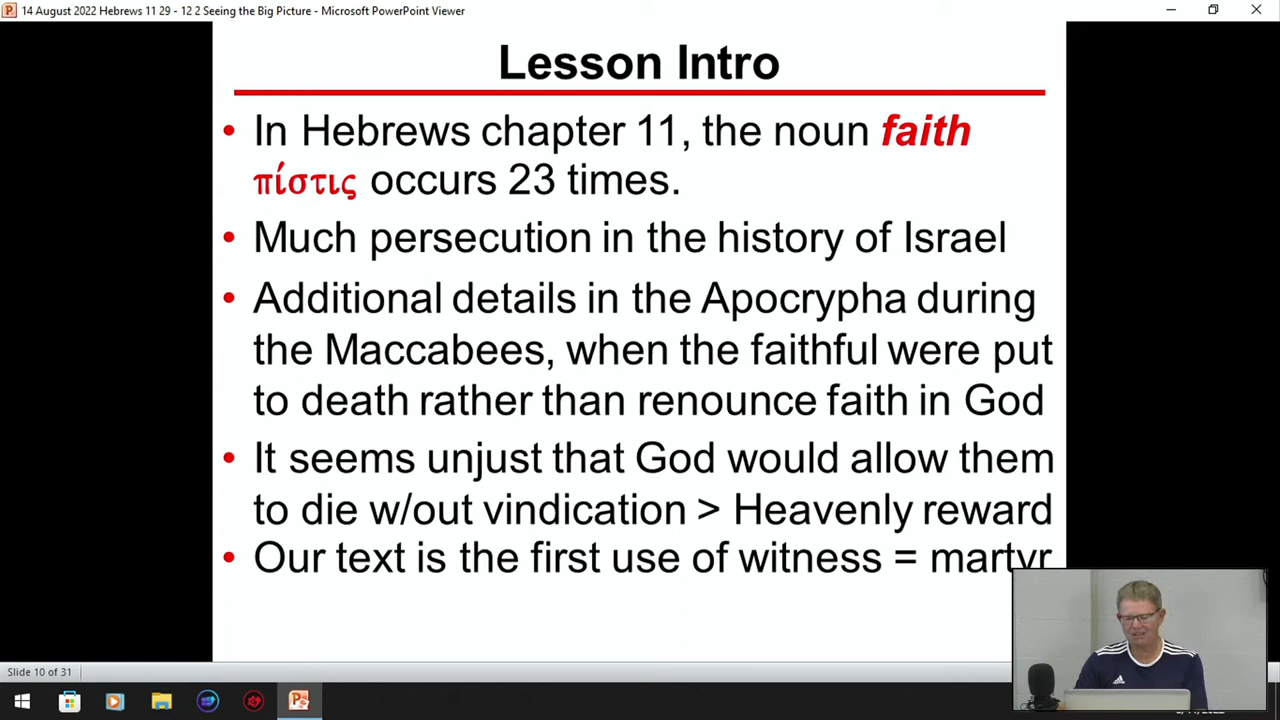 14 August 2022 Hebrews 11 29 - 12 2 Seeing the Big Picture - Microsoft PowerPoint Viewer
Lesson Intro
• In Hebrews chapter 11, the noun faith
πίστις occurs 23 times.
• Much persecution in the history of Israel
• Additional details in the Apocrypha during
the Maccabees, when the faithful were put
to death rather than renounce faith in God
• It seems unjust that God would allow them
to die w/out vindication > Heavenly reward
• Our text is the first use of witness = martyr
Slide 10 of 31